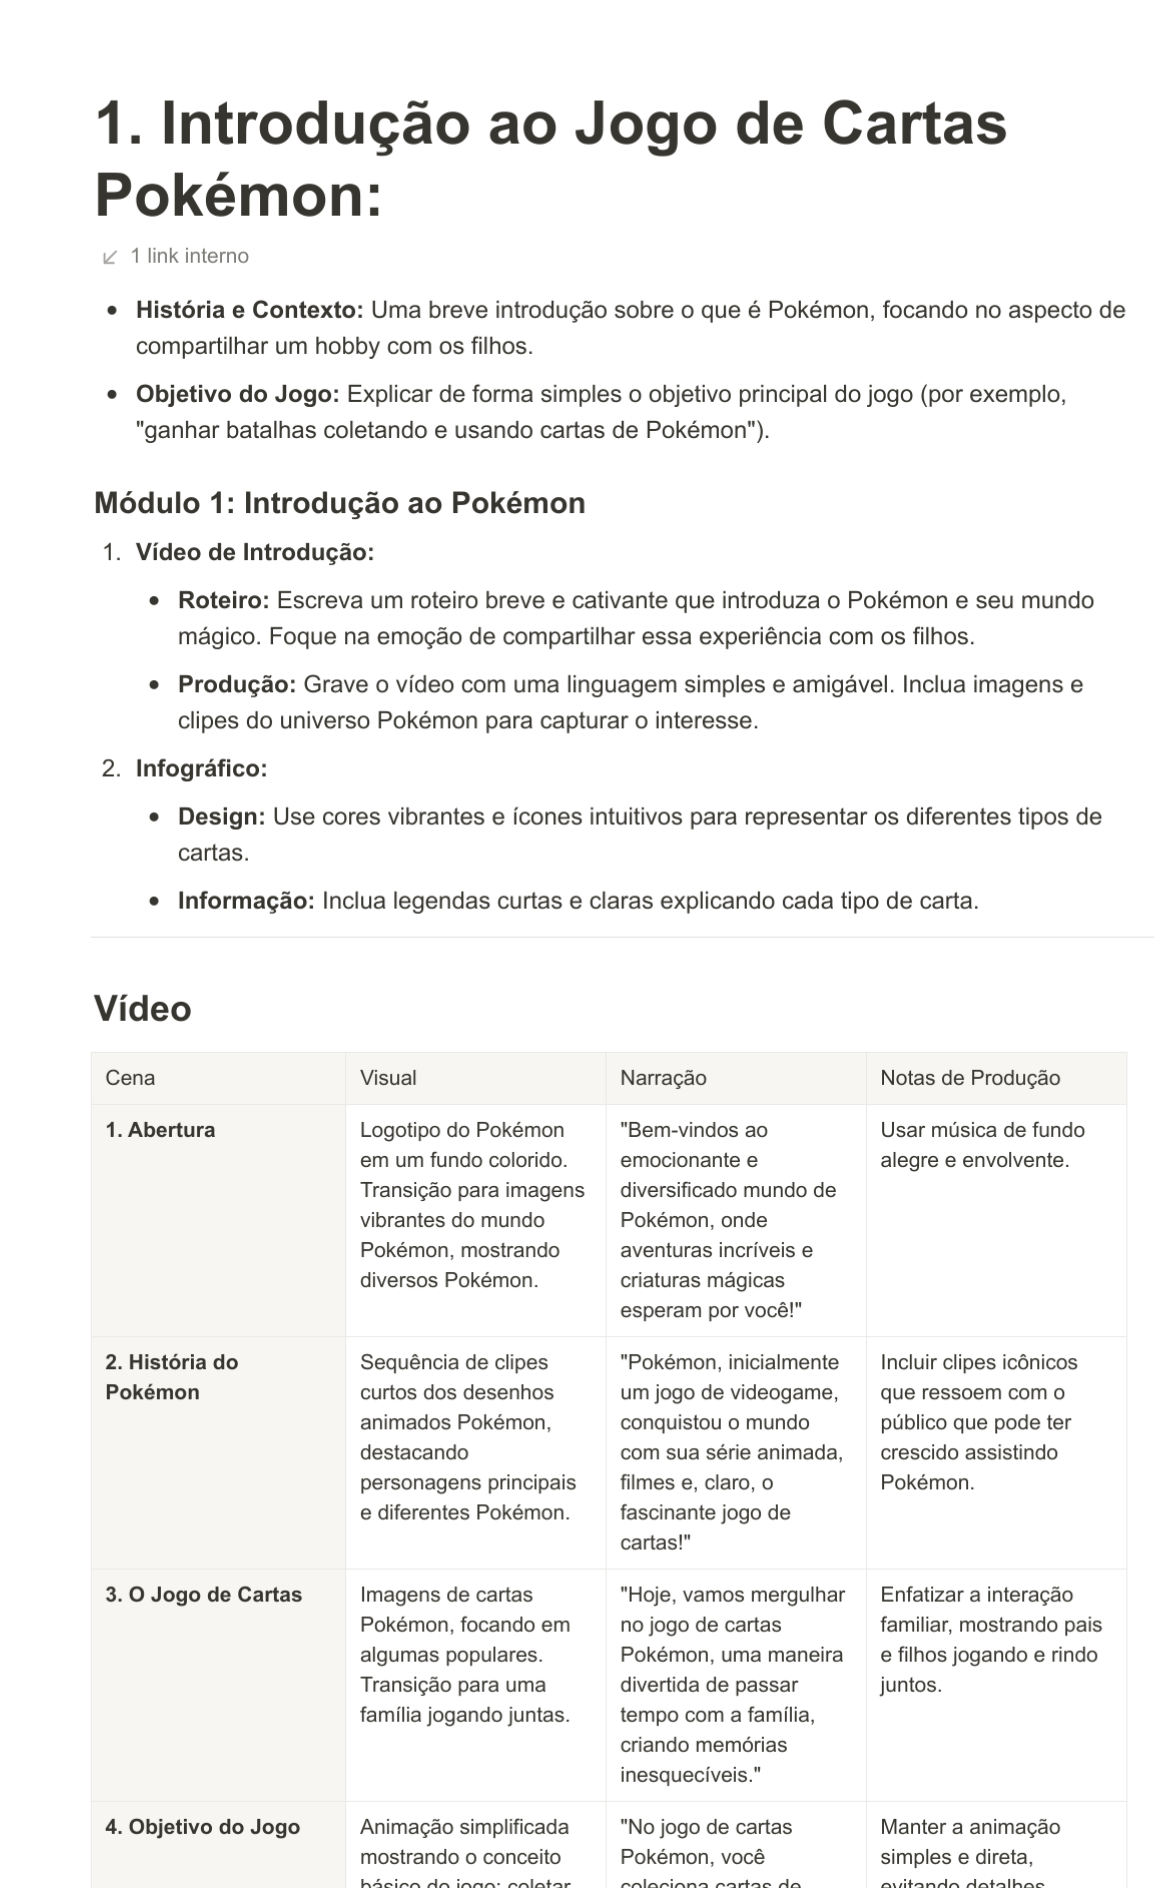 1. Introdução ao Jogo de Cartas
Pokémon:
1 link interno
• História e Contexto: Uma breve introdução sobre o que é Pokémon, focando no aspecto de
compartilhar um hobby com os filhos.
• Objetivo do Jogo: Explicar de forma simples o objetivo principal do jogo (por exemplo,
"ganhar batalhas coletando e usando cartas de Pokémon").
Módulo 1: Introdução ao Pokémon
1. Vídeo de Introdução:
• Roteiro: Escreva um roteiro breve e cativante que introduza o Pokémon e seu mundo
mágico. Foque na emoção de compartilhar essa experiência com os filhos.
• Produção: Grave o vídeo com uma linguagem simples e amigável. Inclua imagens e
clipes do universo Pokémon para capturar o interesse.
2. Infográfico:
• Design: Use cores vibrantes e ícones intuitivos para representar os diferentes tipos de
cartas.
• Informação: Inclua legendas curtas e claras explicando cada tipo de carta.
Vídeo
Cena
Visual
Narração
Notas de Produção
1. Abertura
Logotipo do Pokémon
em um fundo colorido.
Transição para imagens
vibrantes do mundo
Pokémon, mostrando
diversos Pokémon.
"Bem-vindos ao
emocionante e
diversificado mundo de
Pokémon, onde
aventuras incríveis e
criaturas mágicas
esperam por você!"
Usar música de fundo
alegre e envolvente.
2. História do
Pokémon
Sequência de clipes
curtos dos desenhos
animados Pokémon,
destacando
personagens principais
e diferentes Pokémon.
"Pokémon, inicialmente
um jogo de videogame,
conquistou o mundo
com sua série animada,
filmes e, claro, o
fascinante jogo de
cartas!"
Incluir clipes icônicos
que ressoem com o
público que pode ter
crescido assistindo
Pokémon.
3. O Jogo de Cartas
Imagens de cartas
Pokémon, focando em
algumas populares.
Transição para uma
família jogando juntas.
"Hoje, vamos mergulhar
no jogo de cartas
Pokémon, uma maneira
divertida de passar
tempo com a família,
criando memórias
inesquecíveis."
Enfatizar a interação
familiar, mostrando pais
e filhos jogando e rindo
juntos.
4. Objetivo do Jogo
Animação simplificada
mostrando o conceito
básico do jogo: coletar
"No jogo de cartas
Pokémon, você
coleciona cartas de
Manter a animação
simples e direta,
evitando detalhes